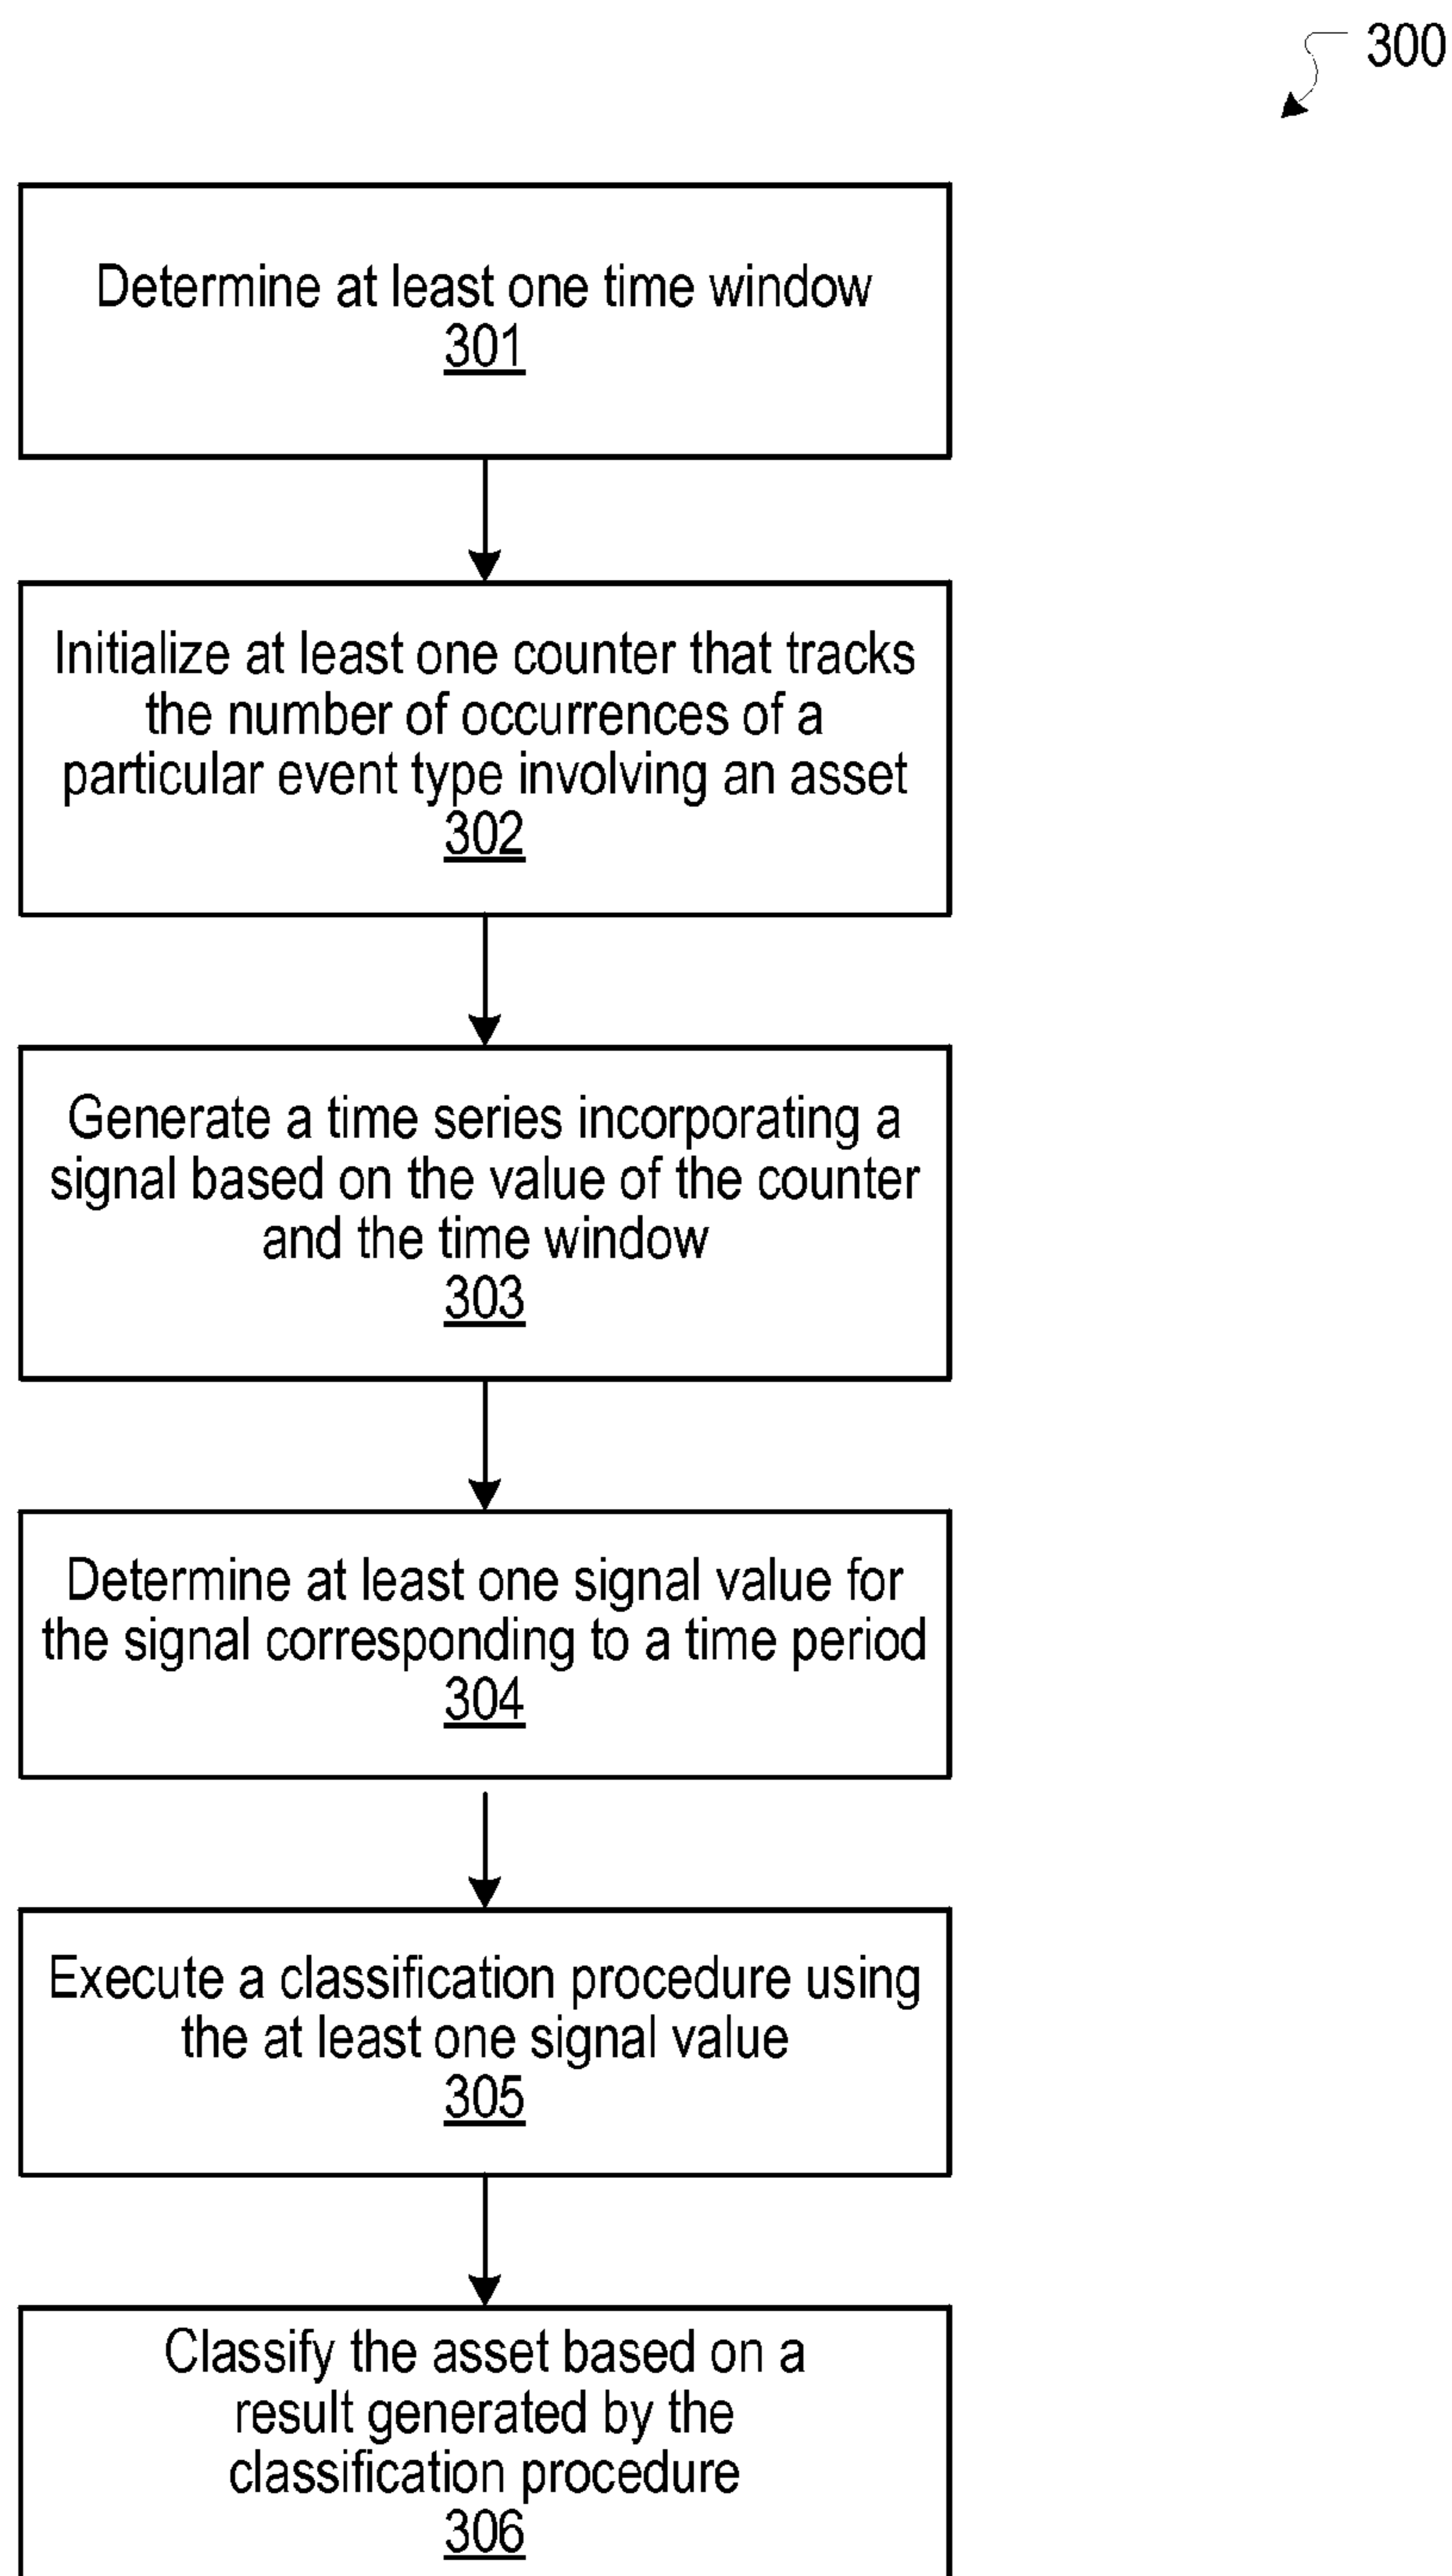 300
Determine at least one time window
301
Initialize at least one counter that tracks
the number of occurrences of a
particular event type involving an asset
302
Generate a time series incorporating a
signal based on the value of the counter
and the time window
303
Determine at least one signal value for
the signal corresponding to a time period
304
Execute a classification procedure using
the at least one signal value
305
Classify the asset based on a
result generated by the
classification procedure
306